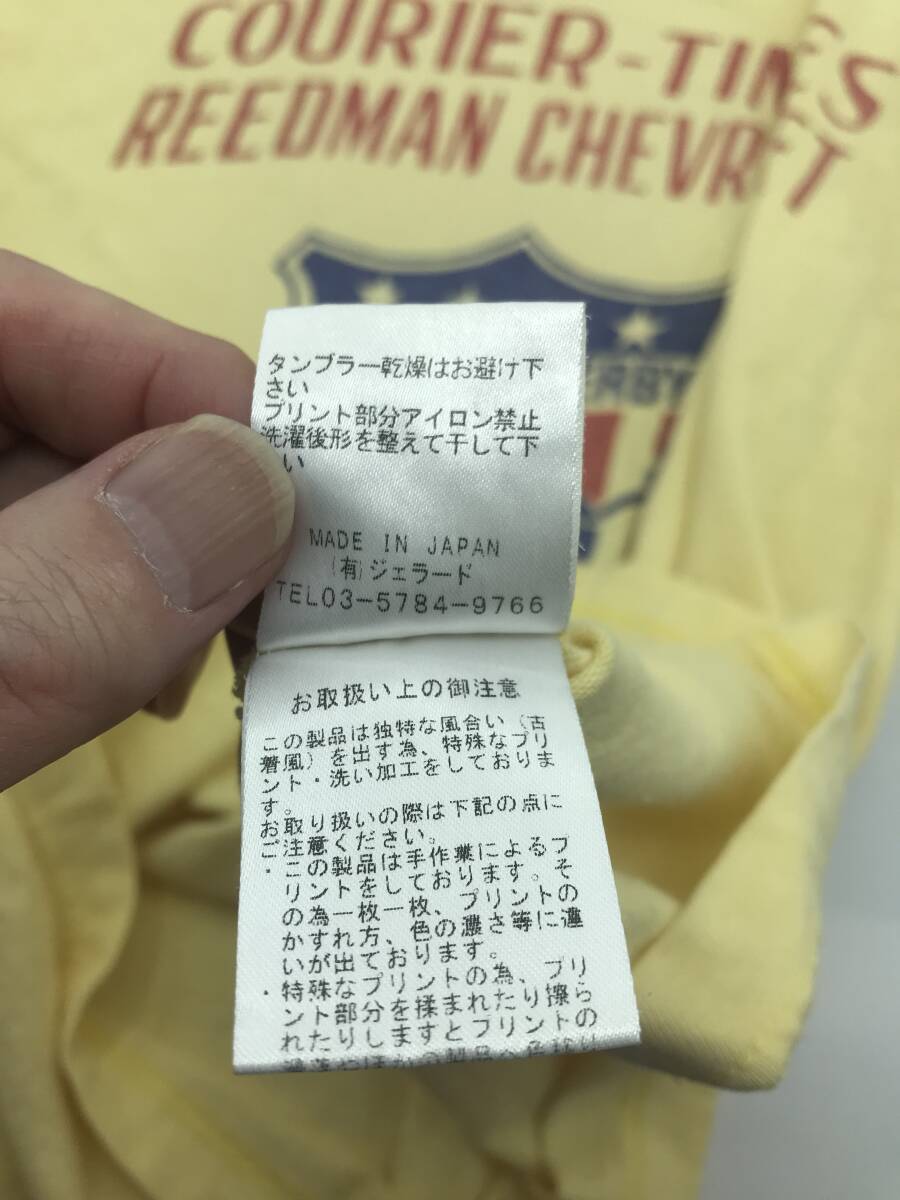 COURIER-TIMES
REEDMAN CHEVR T
ERBY
タンブラー乾燥はお避け下
さい
プリント部分アイロン禁止
洗濯後形を整えて干して下
い
MADE IN JAPAN
(有)ジェラード
TEL03-5784-9766
お取扱い上の御注意
この製品は独特な風合い(古
着風)を出す為、特殊なプリ
ント・洗い加工をしておりま
す。
お取り扱いの際は下記の点に
ご注意ください。
・この製品は手作業によるプ
リントをしております。そ
の為一枚一枚、プリントの
かすれ方、色の濃さ等に違
いが出ております。
・特殊なプリントの為、プリ
ント部分を揉まれたり擦ら
れたりしますとプリントの